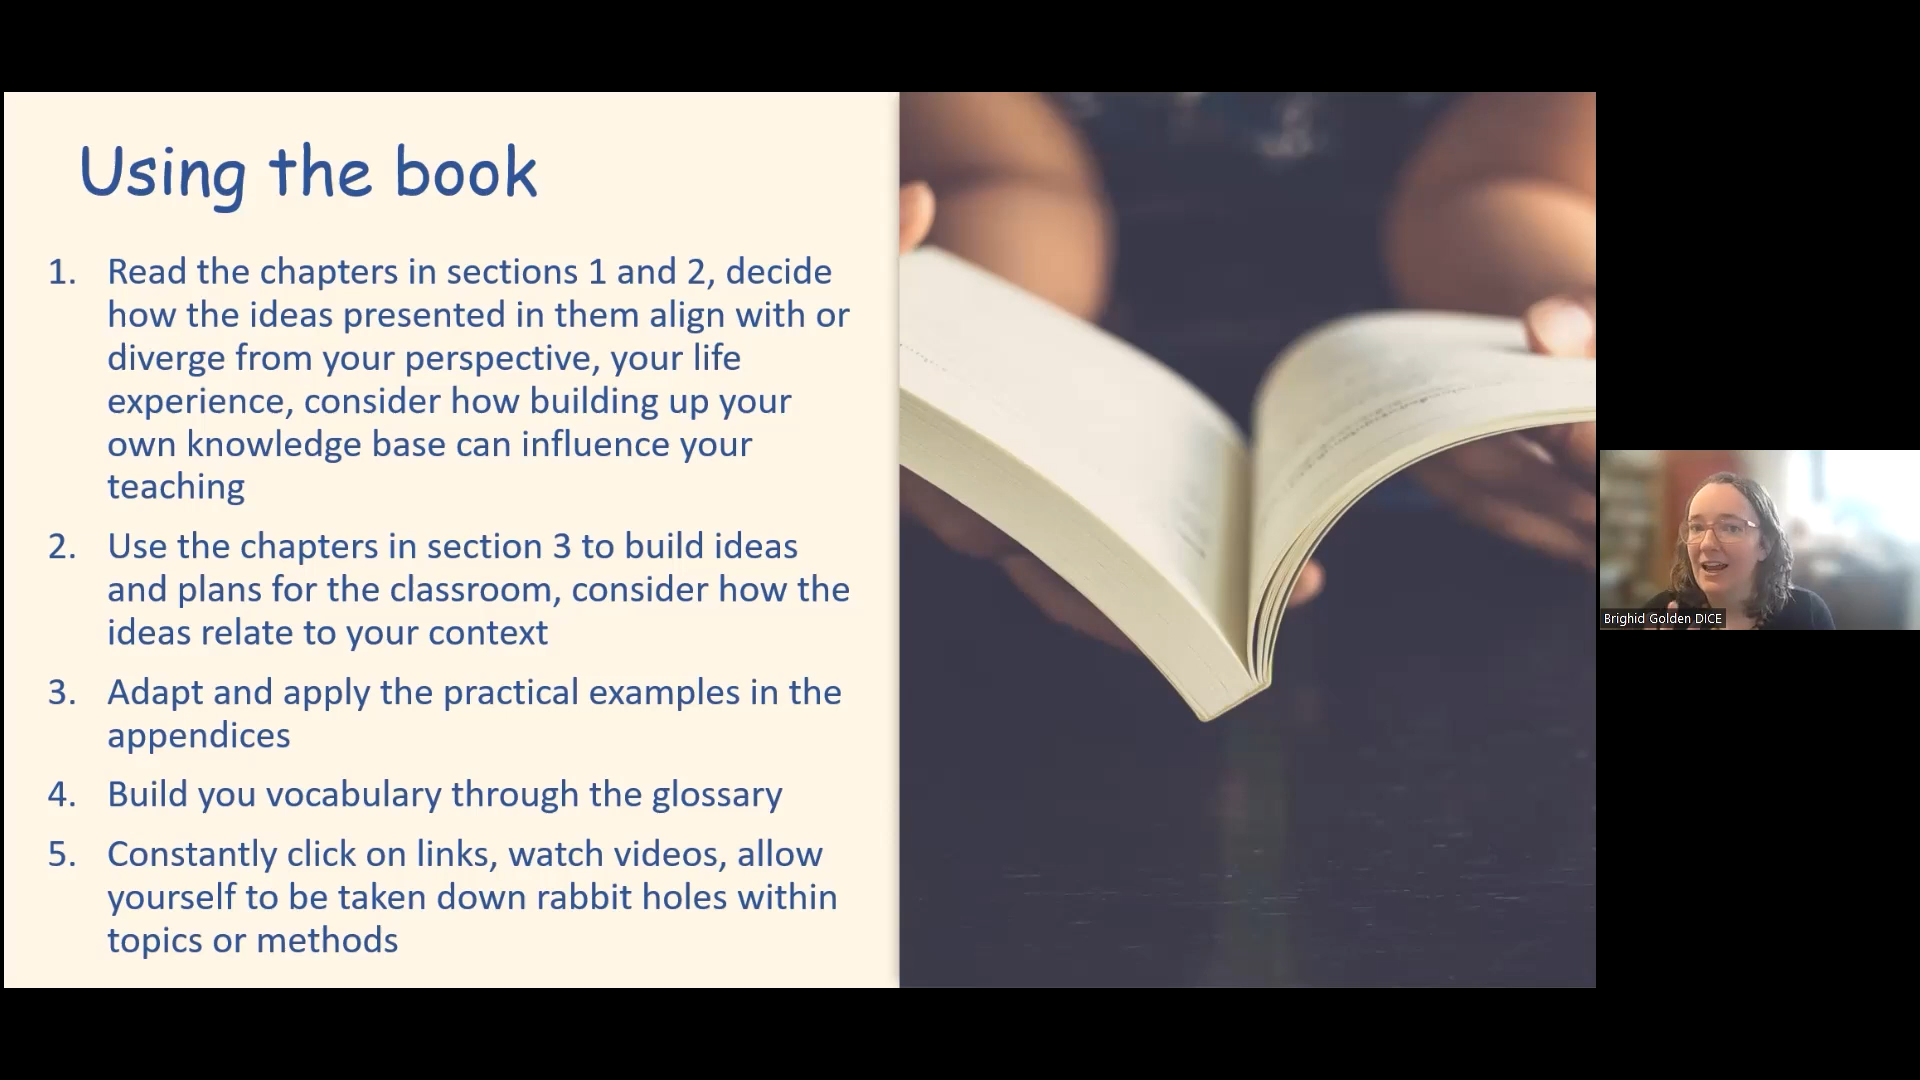 Using the book
1. Read the chapters in sections 1 and 2, decide
how the ideas presented in them align with or
diverge from your perspective, your life
experience, consider how building up your
own knowledge base can influence your
teaching
2. Use the chapters in section 3 to build ideas
and plans for the classroom, consider how the
ideas relate to your context
3. Adapt and apply the practical examples in the
appendices
4. Build you vocabulary through the glossary
5. Constantly click on links, watch videos, allow
yourself to be taken down rabbit holes within
topics or methods
Brighid Golden DICE